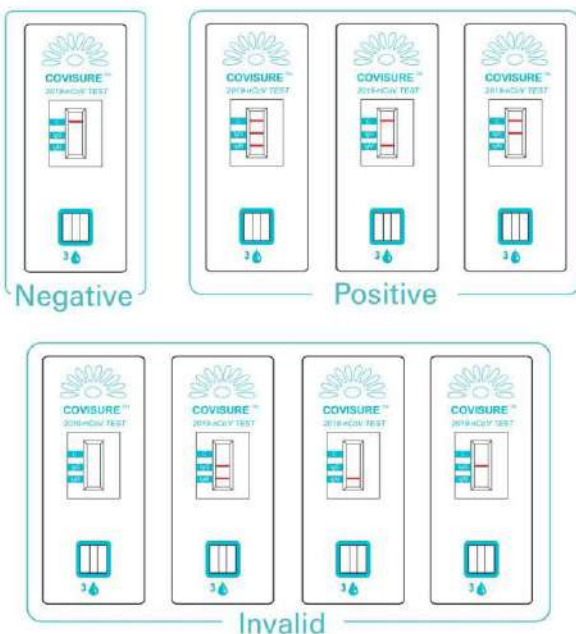 COVISURE™ COVISURE™ COVISURE™ COVISURE™
2019-nCoV TEST 2019-nCoV TEST 2019-nCoV TEST 2019-nCoV TEST
C C C C
3 3 3 3
Negative Positive
COVISURE™ COVISURE™ COVISURE™ COVISURE™
2019-nCoV TEST 2019-nCoV TEST 2019-nCoV TEST 2019-nCoV TEST
C C C C
3 3 3 3
Invalid